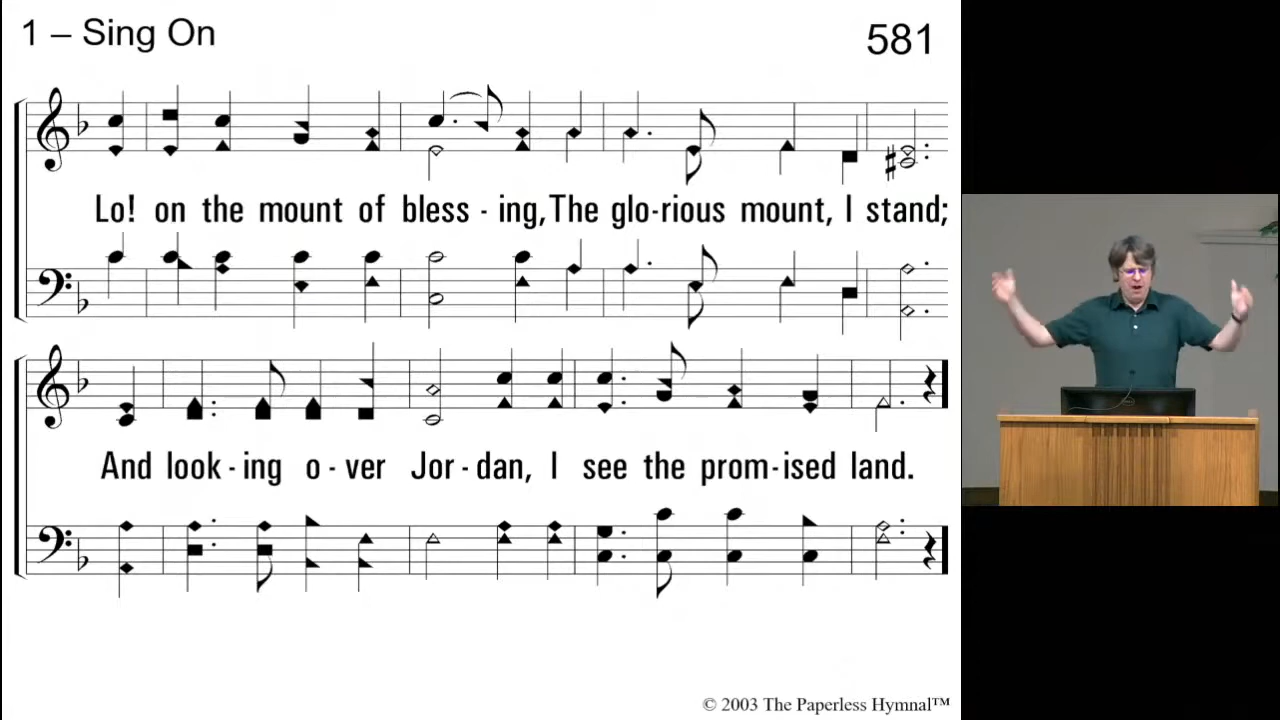 1 – Sing On
581
Lo! on the mount of bless - ing, The glo-rious mount, I stand;
And look - ing o - ver Jor - dan, I see the prom-ised land.
© 2003 The Paperless Hymnal™